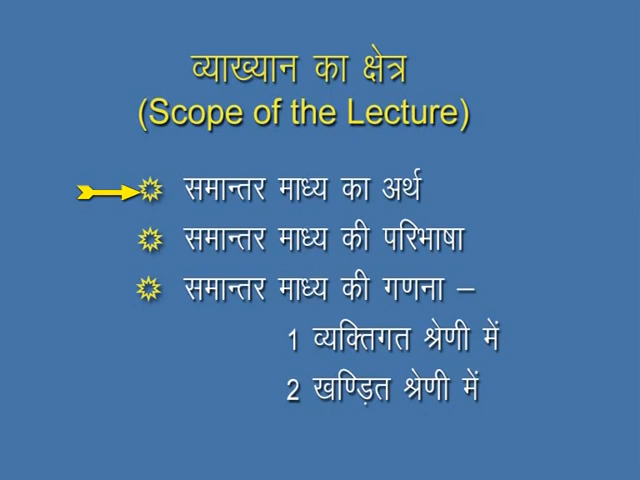 व्याख्यान का क्षेत्र
(Scope of the Lecture)
समान्तर माध्य का अर्थ
समान्तर माध्य की परिभाषा
समान्तर माध्य की गणना –
1 व्यक्तिगत श्रेणी में
2 खण्ड़ित श्रेणी में